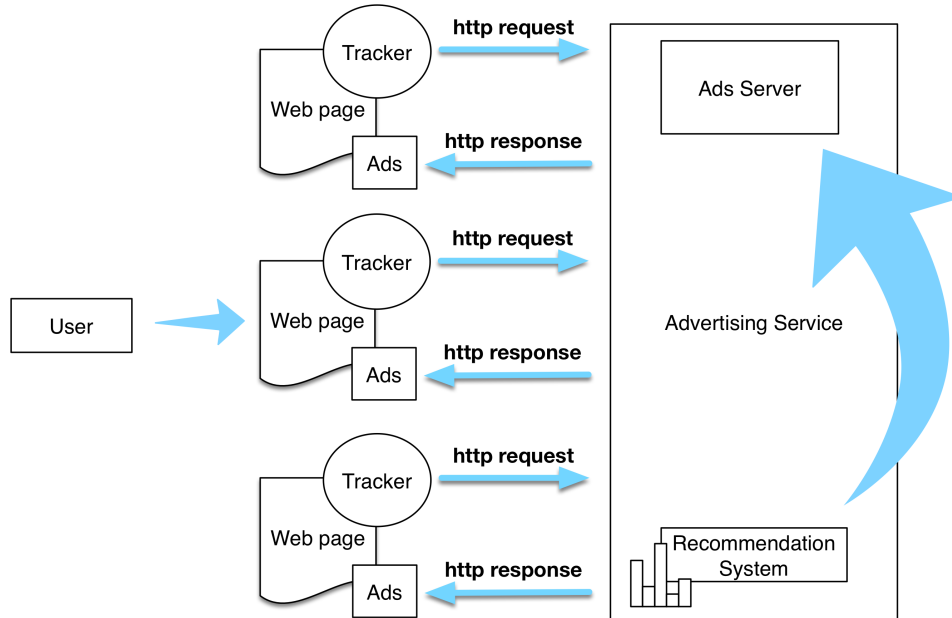 http request
Tracker
Ads Server
Web page
http response
Ads
http request
Tracker
User
Web page
Advertising Service
http response
Ads
http request
Tracker
Web page
Recommendation
System
http response
Ads